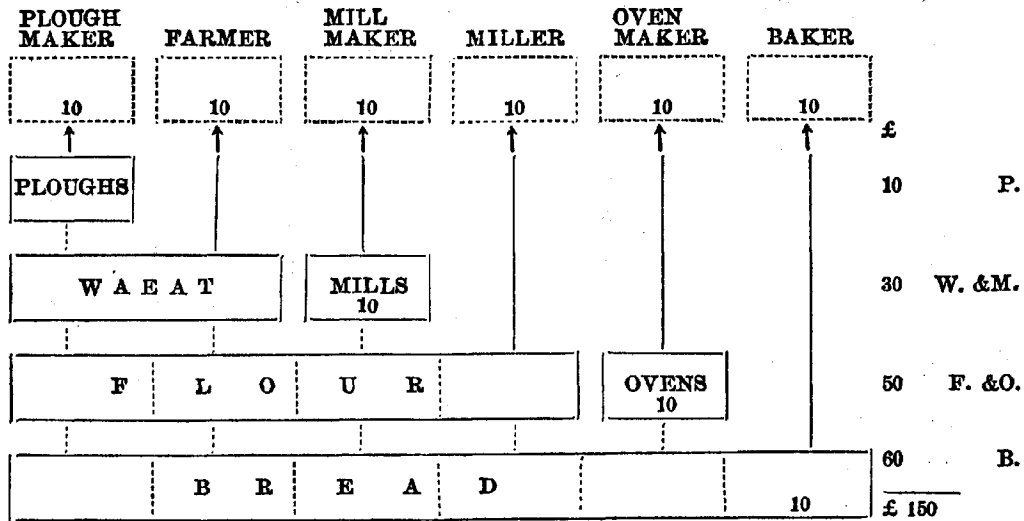 PLOUGH MAKER FARMER MILL MAKER MILLER OVEN MAKER BAKER
10 10 10 10 10 10
£
PLOUGHS 10 P.
W A E A T MILLS 10 30 W. &M.
F L O U R OVENS 10 50 F. &O.
B R E A D 10 60 B.
£ 150